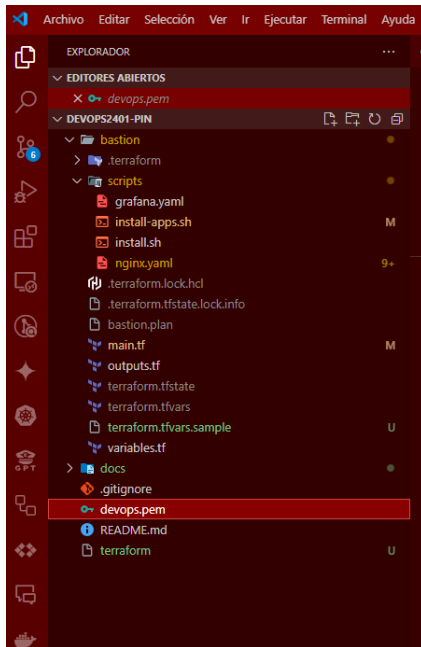 Archivo Editar Selección Ver Ir Ejecutar Terminal Ayuda
EXPLORADOR
EDITORES ABIERTOS
devops.pem
DEVOPS2401-PIN
bastion
.terraform
scripts
grafana.yaml
install-apps.sh M
install.sh
nginx.yaml 9+
.terraform.lock.hcl
.terraform.tfstate.lock.info
bastion.plan
main.tf M
outputs.tf
terraform.tfstate
terraform.tfvars
terraform.tfvars.sample U
variables.tf
docs
.gitignore
devops.pem
README.md
terraform U
6
GPT